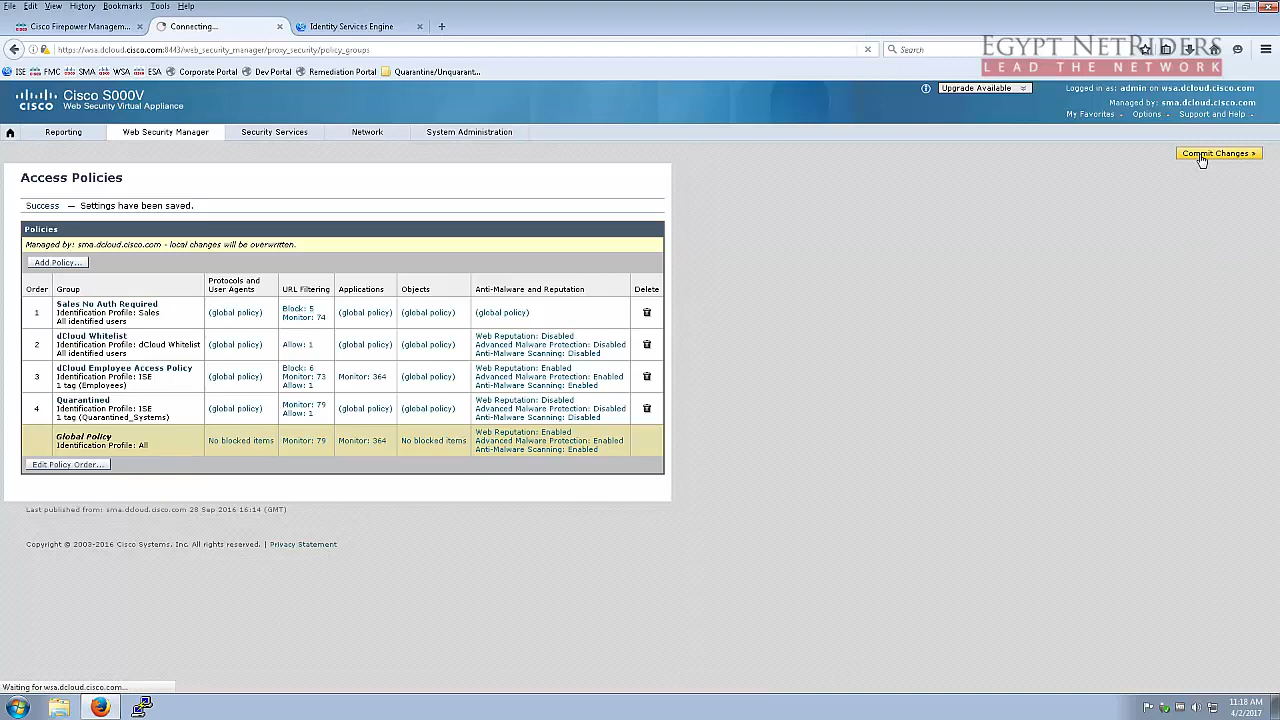 File Edit View History Bookmarks Tools Help
Cisco Firepower Managem... Connecting... Identity Services Engine
https://wsa.dcloud.cisco.com:8443/web_security_manager/proxy_security/policy_groups
Search
EGYPT NETRIDERS
LEAD THE NETWORK
ISE FMC SMA WSA ESA Corporate Portal Dev Portal Remediation Portal Quarantine/Unquarant...
Cisco S000V
Web Security Virtual Appliance
CISCO
Upgrade Available
Logged in as: admin on wsa.dcloud.cisco.com
Managed by: sma.dcloud.cisco.com
My Favorites Options Support and Help
Reporting Web Security Manager Security Services Network System Administration
Commit Changes »
Access Policies
Success — Settings have been saved.
Policies
Managed by: sma.dcloud.cisco.com - local changes will be overwritten.
Add Policy...
Order Group Protocols and User Agents URL Filtering Applications Objects Anti-Malware and Reputation Delete
1 Sales No Auth Required
Identification Profile: Sales
All identified users
(global policy)
Block: 5
Monitor: 74
(global policy) (global policy) (global policy)
2 dCloud Whitelist
Identification Profile: dCloud Whitelist
All identified users
(global policy) Allow: 1 (global policy) (global policy)
Web Reputation: Disabled
Advanced Malware Protection: Disabled
Anti-Malware Scanning: Disabled
3 dCloud Employee Access Policy
Identification Profile: ISE
1 tag (Employees)
(global policy)
Block: 6
Monitor: 73
Allow: 1
Monitor: 364 (global policy)
Web Reputation: Enabled
Advanced Malware Protection: Enabled
Anti-Malware Scanning: Enabled
4 Quarantined
Identification Profile: ISE
1 tag (Quarantined_Systems)
(global policy)
Monitor: 79
Allow: 1
(global policy) (global policy)
Web Reputation: Disabled
Advanced Malware Protection: Disabled
Anti-Malware Scanning: Disabled
Global Policy
Identification Profile: All
No blocked items Monitor: 79 Monitor: 364 No blocked items
Web Reputation: Enabled
Advanced Malware Protection: Enabled
Anti-Malware Scanning: Enabled
Edit Policy Order...
Last published from: sma.dcloud.cisco.com 28 Sep 2016 16:14 (GMT)
Copyright © 2003-2016 Cisco Systems, Inc. All rights reserved. | Privacy Statement
Waiting for wsa.dcloud.cisco.com...
11:18 AM
4/2/2017